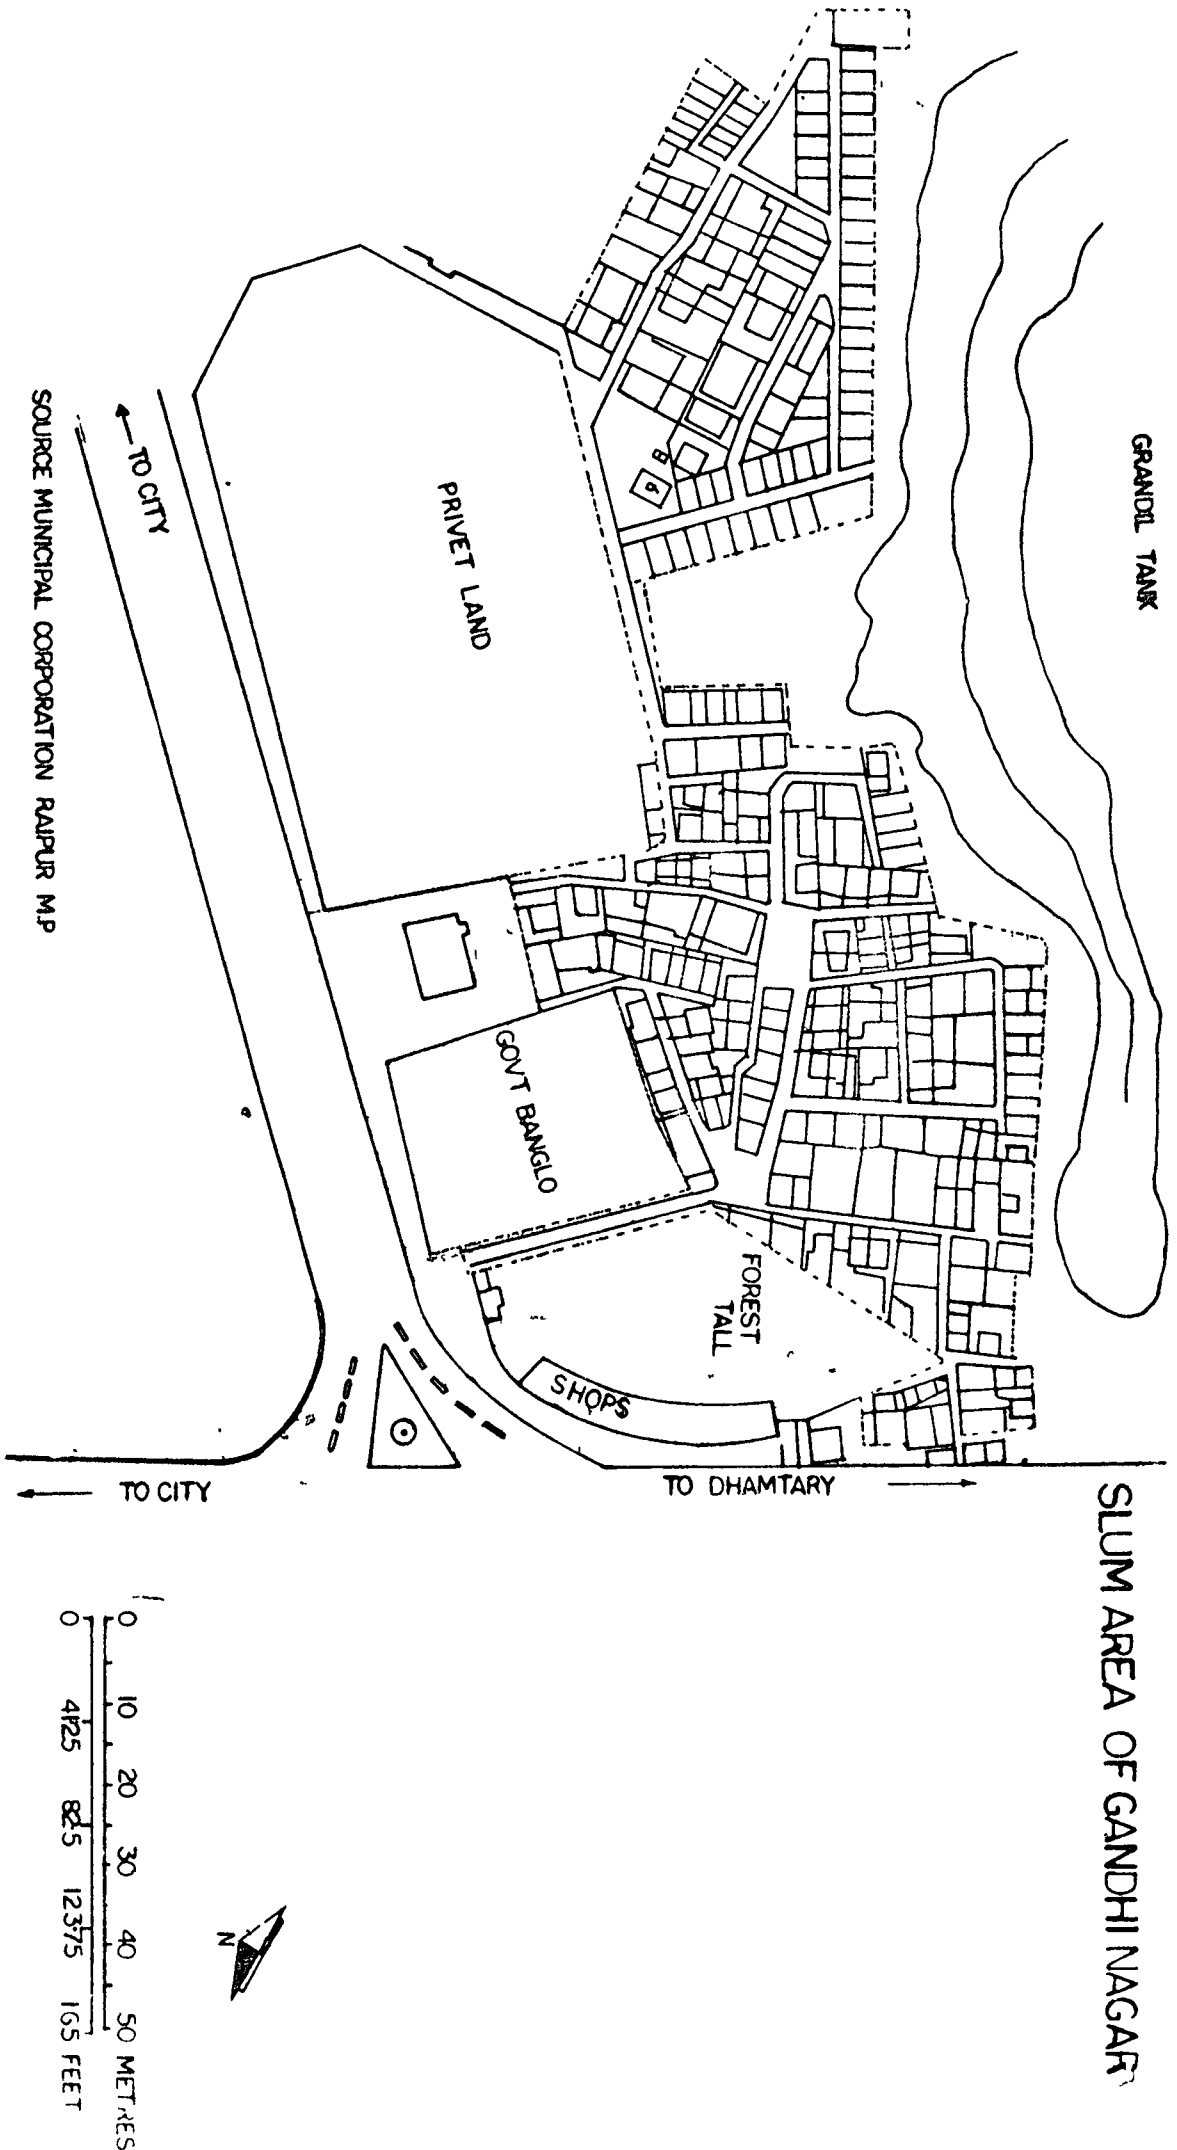 SLUM AREA OF GANDHI NAGAR
GRANDIL TANK
PRIVET LAND
9 B
GOVT BANGLO
FOREST
TALL
SHOPS
TO CITY
TO CITY
TO DHAMTARY
N
0 10 20 30 40 50 METRES
0 41.25 82.5 123.75 165 FEET
SOURCE MUNICIPAL CORPORATION RAIPUR M.P